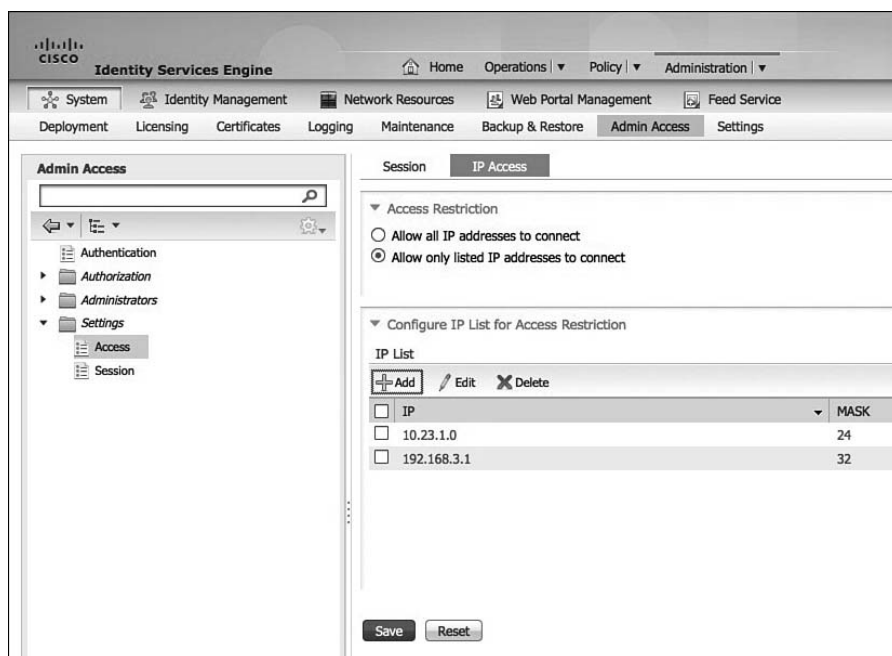 CISCO
Identity Services Engine
Home Operations Policy Administration
System Identity Management Network Resources Web Portal Management Feed Service
Deployment Licensing Certificates Logging Maintenance Backup & Restore Admin Access Settings
Admin Access
Authentication
Authorization
Administrators
Settings
Access
Session
Session IP Access
Access Restriction
Allow all IP addresses to connect
Allow only listed IP addresses to connect
Configure IP List for Access Restriction
IP List
Add Edit Delete
IP MASK
10.23.1.0 24
192.168.3.1 32
Save Reset